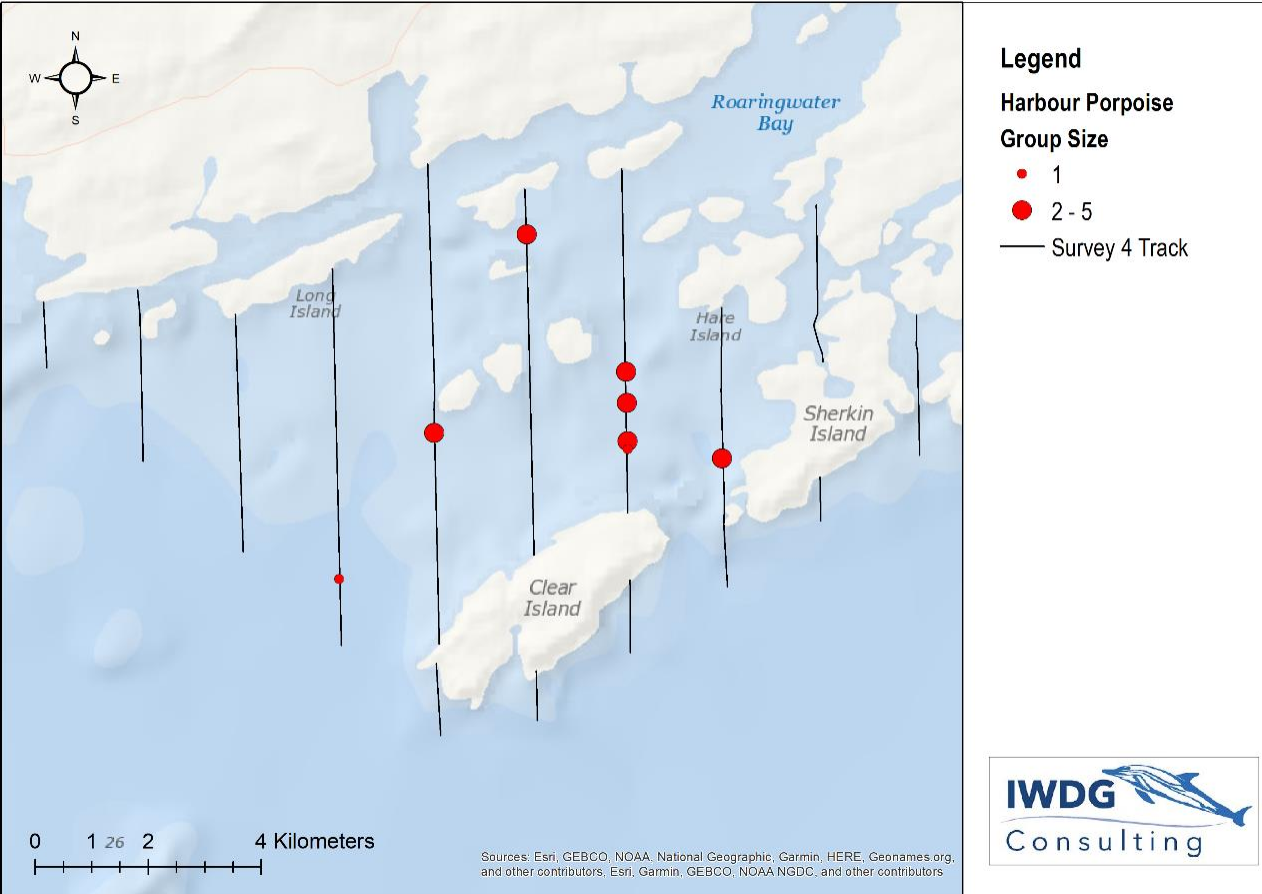 N
W E
S
Roaringwater
Bay
Long
Island
Hare
Island
Sherkin
Island
Clear
Island
0 1 26 2 4 Kilometers
Sources: Esri, GEBCO, NOAA, National Geographic, Garmin, HERE, Geonames.org,
and other contributors, Esri, Garmin, GEBCO, NOAA NGDC, and other contributors
Legend
Harbour Porpoise
Group Size
1
2 - 5
Survey 4 Track
IWDG
Consulting